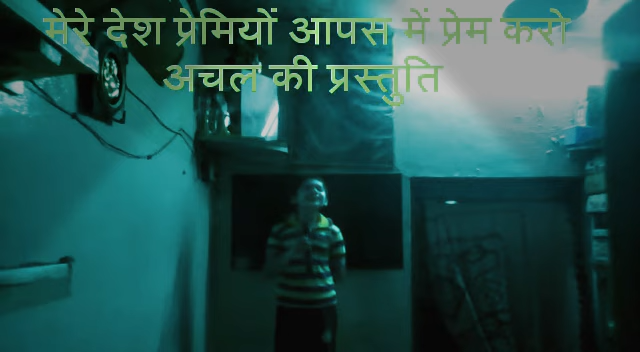 मेरे देश प्रेमियों आपस में प्रेम करो
अचल की प्रस्तुति